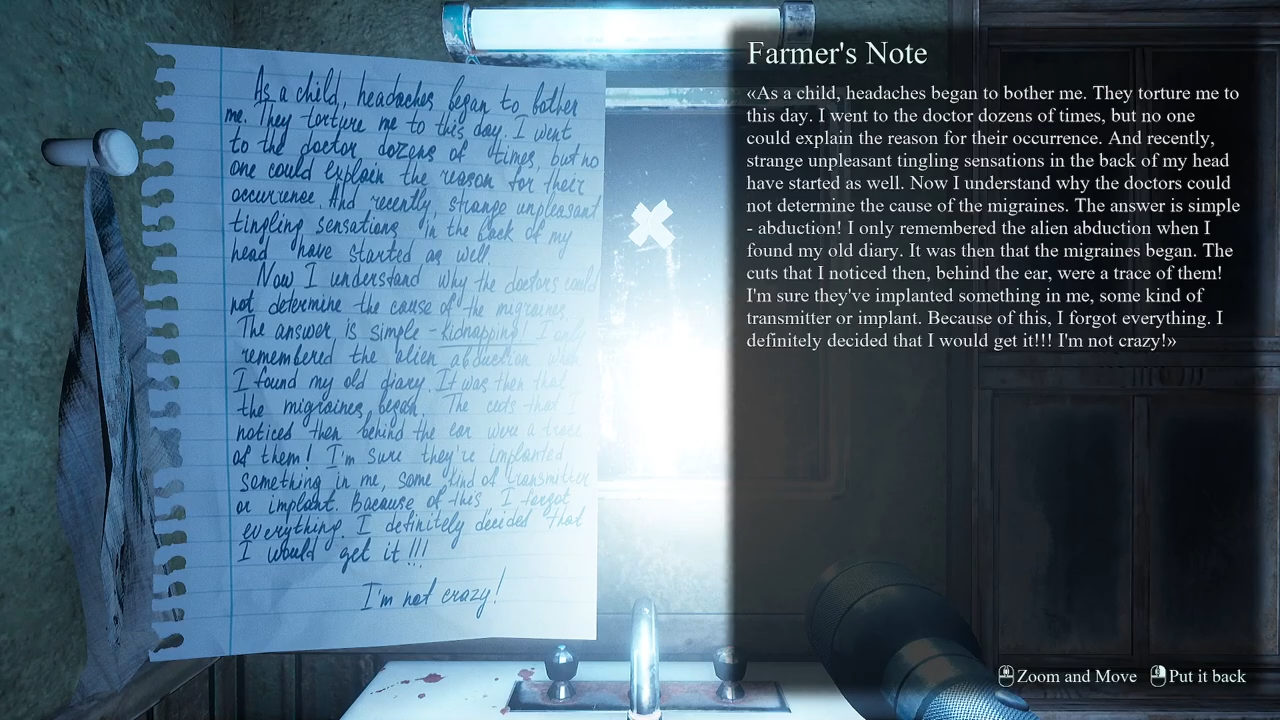 As a child, headaches began to bother
me. They torture me to this day. I went
to the doctor dozens of times, but no
one could explain the reason for their
occurrence. And recently, strange unpleasant
tingling sensations in the back of my
head have started as well.
Now I understand why the doctors could
not determine the cause of the migraines.
The answer is simple - kidnapping! I only
remembered the alien abduction when
I found my old diary. It was then that
the migraines began. The cuts that I
notices then behind the ear were a trace
of them! I'm sure they're implanted
something in me, some kind of transmitter
or implant. Bacause of this I forgot
everything. I definitely decided that
I would get it!!!
I'm not crazy!
Farmer's Note
«As a child, headaches began to bother me. They torture me to
this day. I went to the doctor dozens of times, but no one
could explain the reason for their occurrence. And recently,
strange unpleasant tingling sensations in the back of my head
have started as well. Now I understand why the doctors could
not determine the cause of the migraines. The answer is simple
- abduction! I only remembered the alien abduction when I
found my old diary. It was then that the migraines began. The
cuts that I noticed then, behind the ear, were a trace of them!
I'm sure they've implanted something in me, some kind of
transmitter or implant. Because of this, I forgot everything. I
definitely decided that I would get it!!! I'm not crazy!»
Zoom and Move Put it back